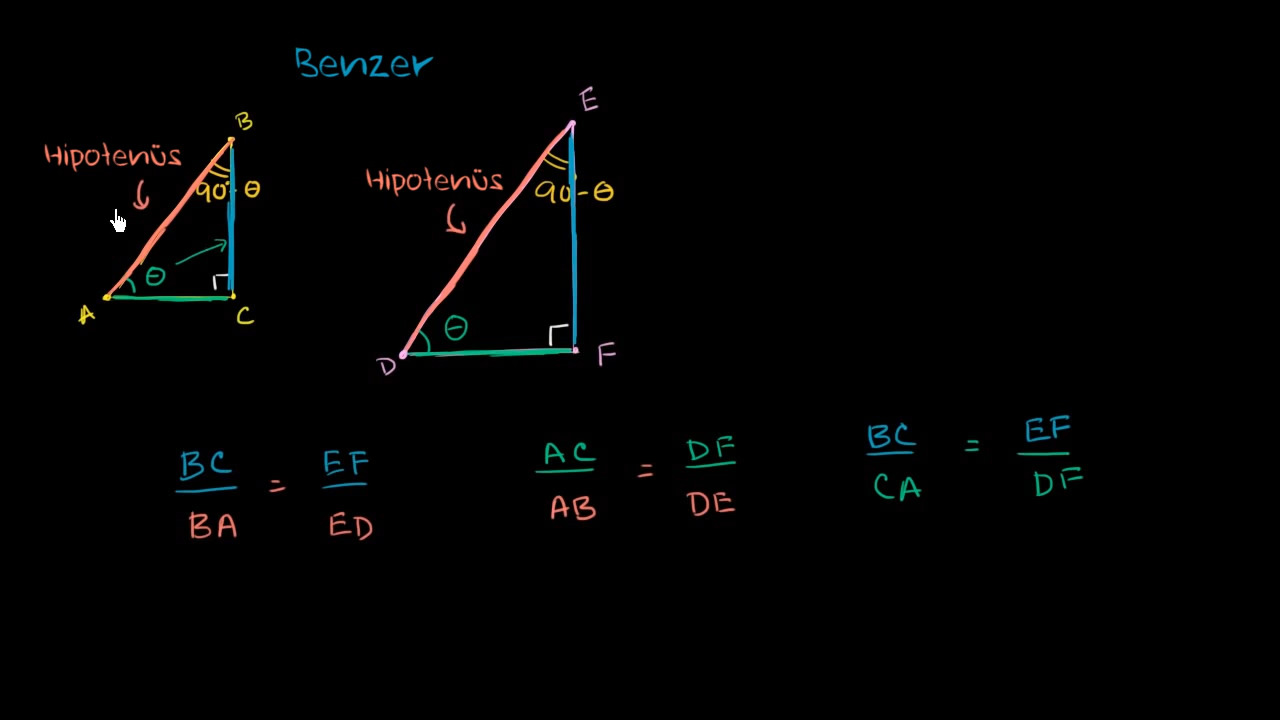 Benzer
B
Hipotenüs
90-θ
θ
A
C
E
Hipotenüs
90-θ
θ
D
F
BC/BA = EF/ED
AC/AB = DF/DE
BC/CA = EF/DF